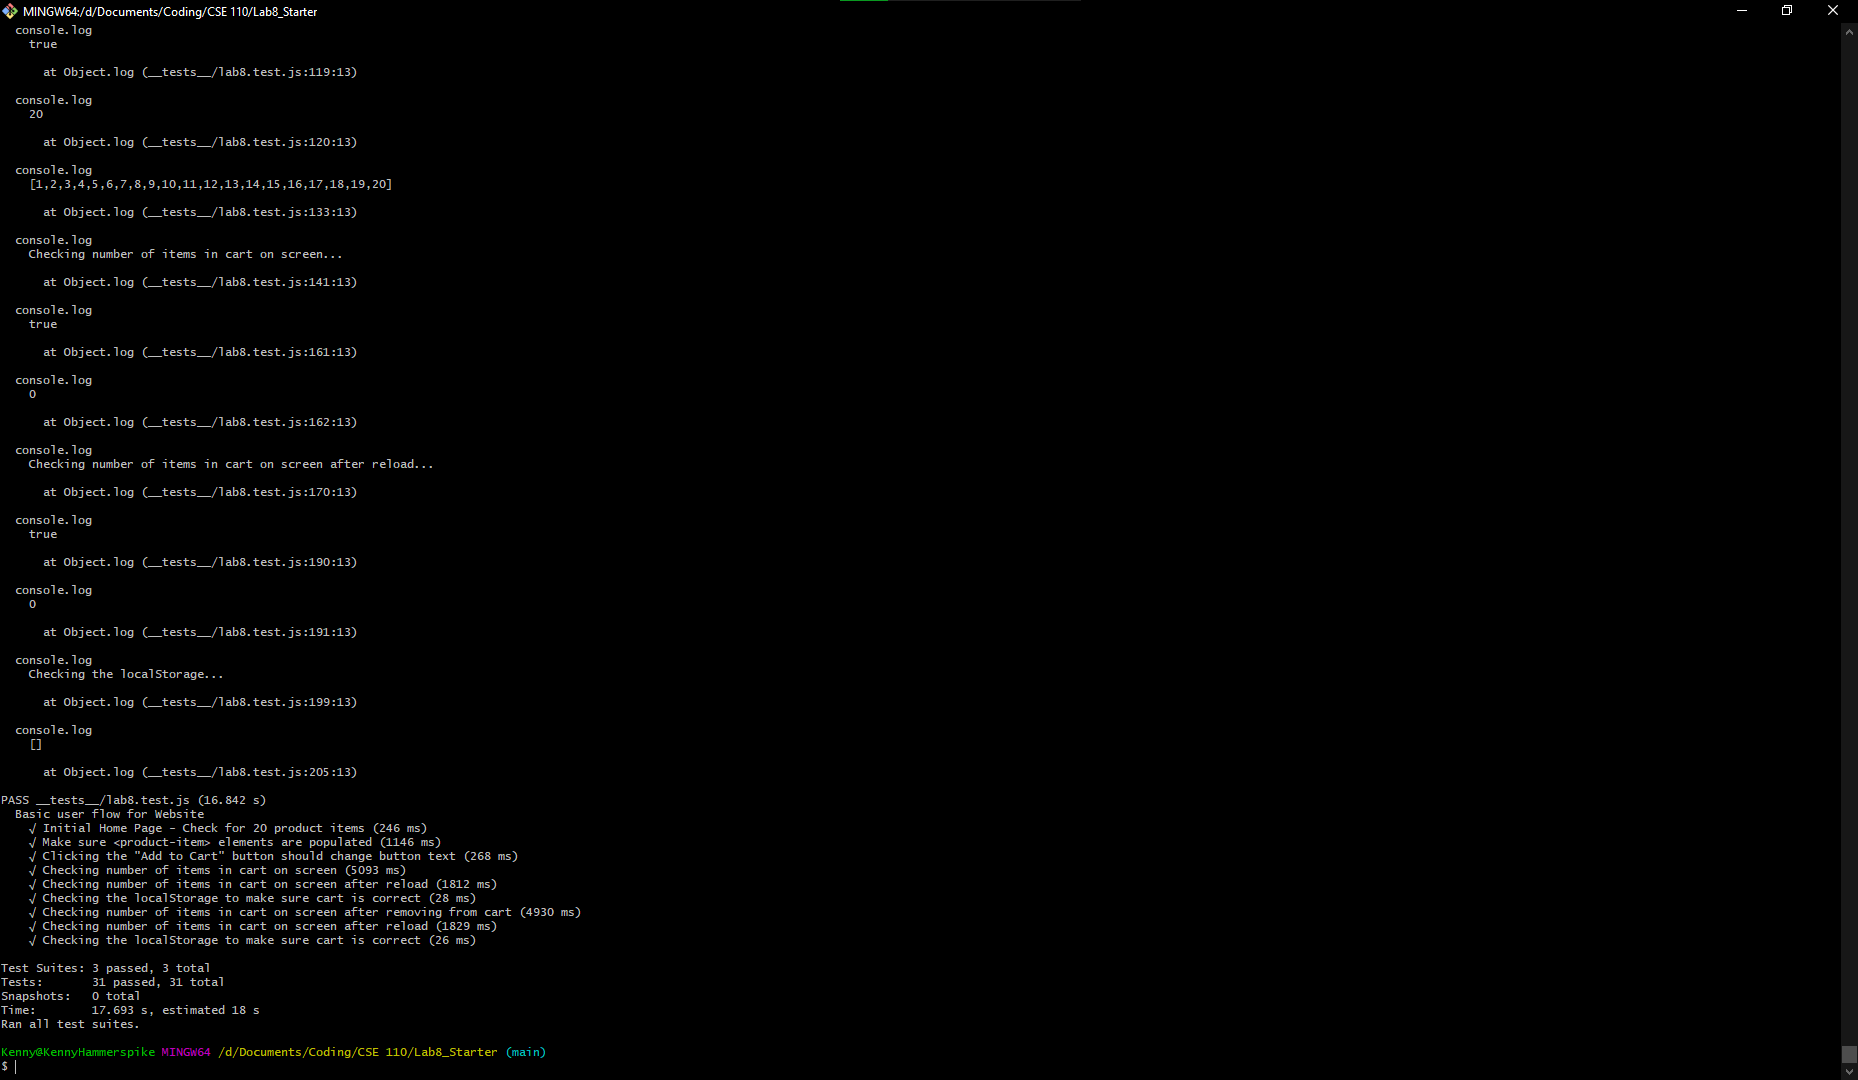 MINGW64:/d/Documents/Coding/CSE 110/Lab8_Starter
console.log
true
at Object.log (__tests__/lab8.test.js:119:13)
console.log
20
at Object.log (__tests__/lab8.test.js:120:13)
console.log
[1,2,3,4,5,6,7,8,9,10,11,12,13,14,15,16,17,18,19,20]
at Object.log (__tests__/lab8.test.js:133:13)
console.log
Checking number of items in cart on screen...
at Object.log (__tests__/lab8.test.js:141:13)
console.log
true
at Object.log (__tests__/lab8.test.js:161:13)
console.log
0
at Object.log (__tests__/lab8.test.js:162:13)
console.log
Checking number of items in cart on screen after reload...
at Object.log (__tests__/lab8.test.js:170:13)
console.log
true
at Object.log (__tests__/lab8.test.js:190:13)
console.log
0
at Object.log (__tests__/lab8.test.js:191:13)
console.log
Checking the localStorage...
at Object.log (__tests__/lab8.test.js:199:13)
console.log
[]
at Object.log (__tests__/lab8.test.js:205:13)
PASS __tests__/lab8.test.js (16.842 s)
Basic user flow for Website
√ Initial Home Page - Check for 20 product items (246 ms)
√ Make sure <product-item> elements are populated (1146 ms)
√ Clicking the "Add to Cart" button should change button text (268 ms)
√ Checking number of items in cart on screen (5093 ms)
√ Checking number of items in cart on screen after reload (1812 ms)
√ Checking the localStorage to make sure cart is correct (28 ms)
√ Checking number of items in cart on screen after removing from cart (4930 ms)
√ Checking number of items in cart on screen after reload (1829 ms)
√ Checking the localStorage to make sure cart is correct (26 ms)
Test Suites: 3 passed, 3 total
Tests:       31 passed, 31 total
Snapshots:   0 total
Time:        17.693 s, estimated 18 s
Ran all test suites.
Kenny@KennyHammerspike MINGW64 /d/Documents/Coding/CSE 110/Lab8_Starter (main)
$